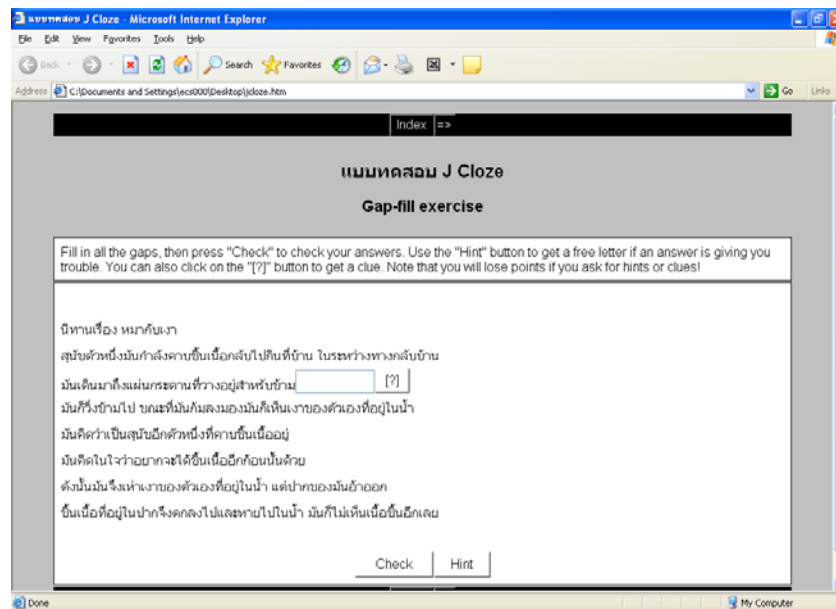 แบบทดสอบ J Cloze - Microsoft Internet Explorer
File Edit View Favorites Tools Help
Back Search Favorites
Address C:\Documents and Settings\ecs000\Desktop\jcloze.htm Go Links
Index =>
แบบทดสอบ J Cloze
Gap-fill exercise
Fill in all the gaps, then press "Check" to check your answers. Use the "Hint" button to get a free letter if an answer is giving you
trouble. You can also click on the "[?]" button to get a clue. Note that you will lose points if you ask for hints or clues!
นิทานเรื่อง หมากับเงา
สุนัขตัวหนึ่งมันกำลังคาบชิ้นเนื้อกลับไปกินที่บ้าน ในระหว่างทางกลับบ้าน
มันเดินมาถึงแผ่นกระดานที่วางอยู่สำหรับข้าม [?]
มันก็วิ่งข้ามไป ขณะที่มันก้มลงมองมันก็เห็นเงาของตัวเองที่อยู่ในน้ำ
มันคิดว่าเป็นสุนัขอีกตัวหนึ่งที่คาบชิ้นเนื้ออยู่
มันคิดในใจว่าอยากจะได้ชิ้นเนื้ออีกก้อนนั้นด้วย
ดังนั้นมันจึงเห่าเงาของตัวเองที่อยู่ในน้ำ แต่ปากของมันอ้าออก
ชิ้นเนื้อที่อยู่ในปากจึงตกลงไปและหายไปในน้ำ มันก็ไม่เห็นเนื้อชิ้นอีกเลย
Check Hint
Done My Computer